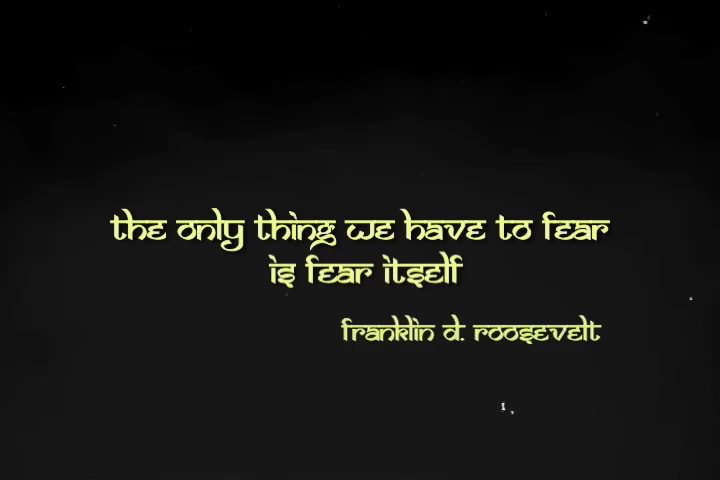 the only thing we have to fear
is fear itself
franklin d. roosevelt